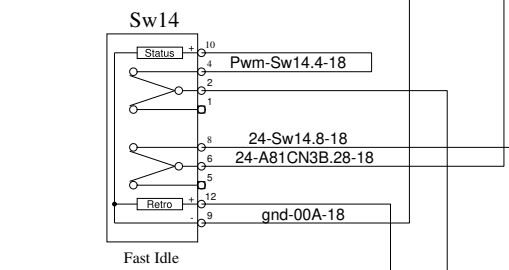 Sw14
Status + 10
4 Pwm-Sw14.4-18
2
1
8 24-Sw14.8-18
6 24-A81CN3B.28-18
5
Retro + 12
- 9 gnd-00A-18
Fast Idle